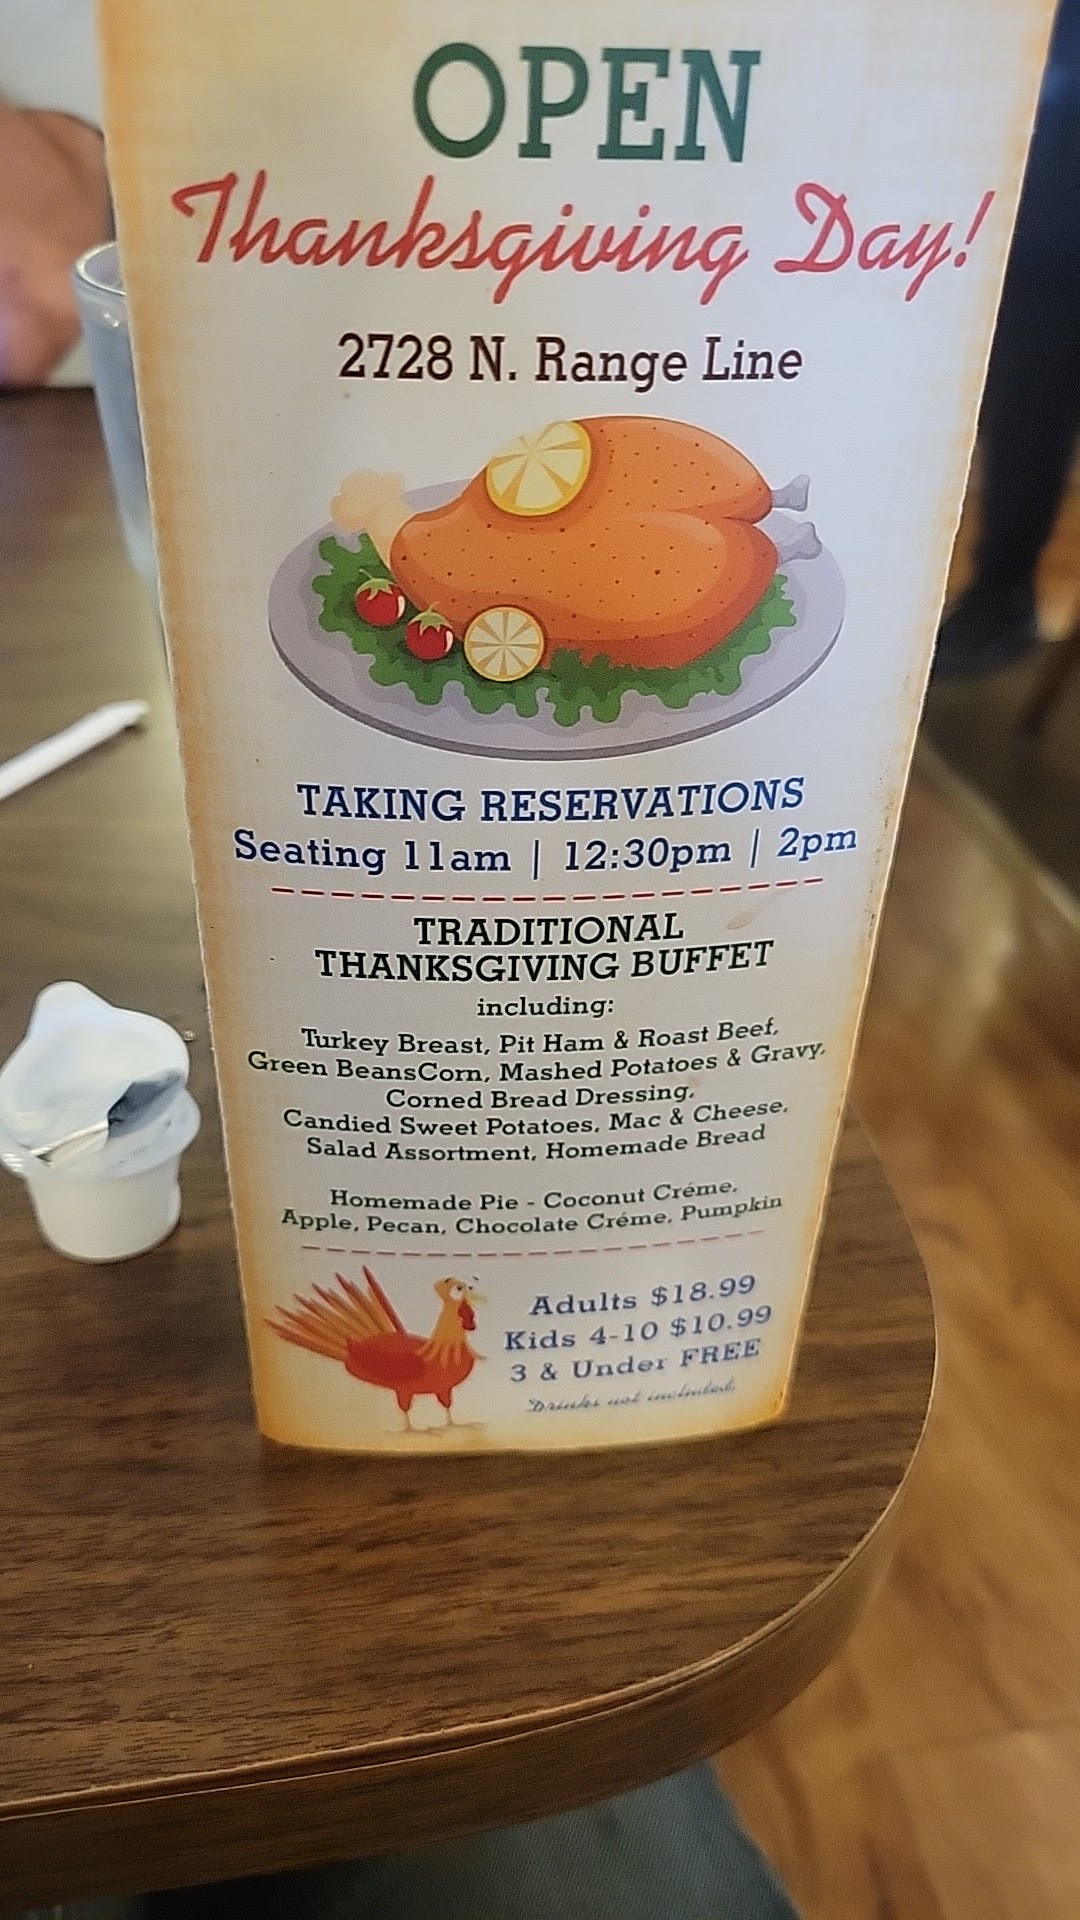 OPEN
Thanksgiving Day!
2728 N. Range Line
TAKING RESERVATIONS
Seating 11am | 12:30pm | 2pm
TRADITIONAL
THANKSGIVING BUFFET
including:
Turkey Breast, Pit Ham & Roast Beef,
Green BeansCorn, Mashed Potatoes & Gravy,
Corned Bread Dressing,
Candied Sweet Potatoes, Mac & Cheese,
Salad Assortment, Homemade Bread
Homemade Pie - Coconut Créme,
Apple, Pecan, Chocolate Créme, Pumpkin
Adults $18.99
Kids 4-10 $10.99
3 & Under FREE
Drinks not included.